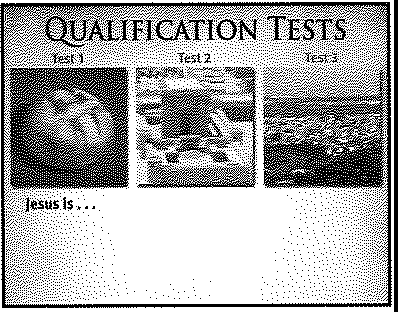 QUALIFICATION TESTS
Test 1 Test 2 Test 3
Jesus is . . .